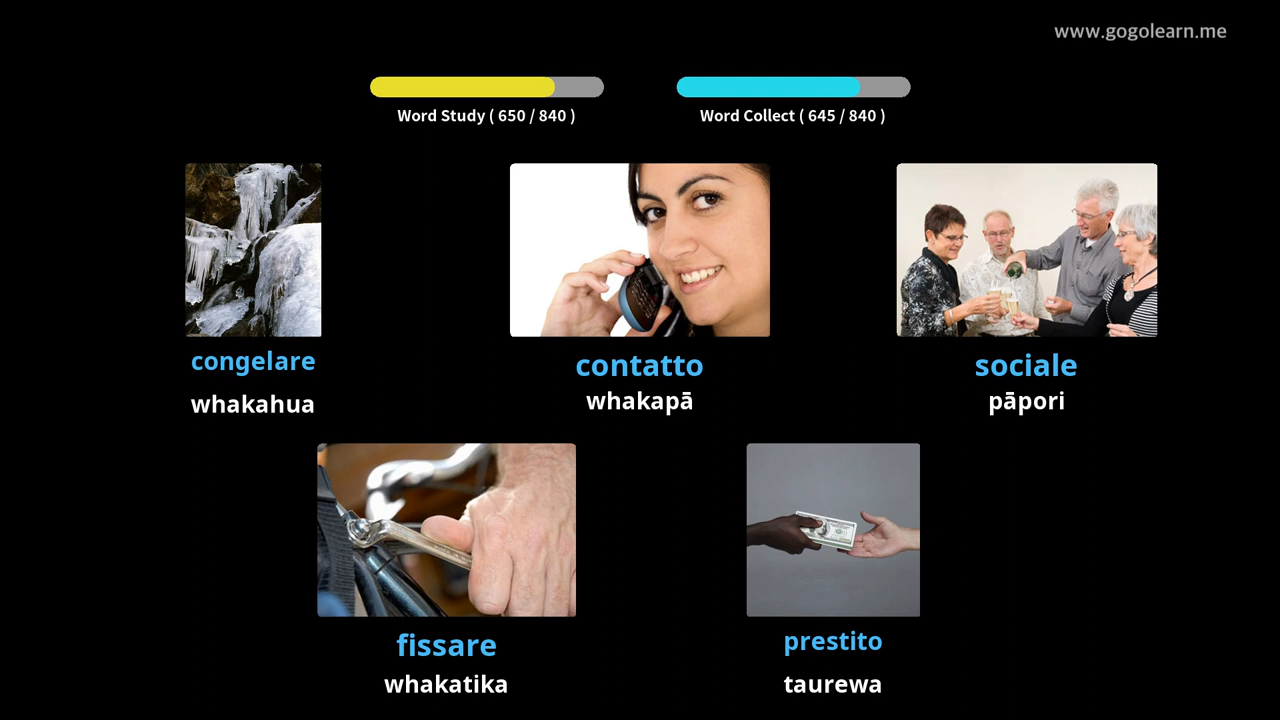 www.gogolearn.me
Word Study ( 650 / 840 )
Word Collect ( 645 / 840 )
congelare
whakahua
contatto
whakapā
sociale
pāpori
fissare
whakatika
prestito
taurewa